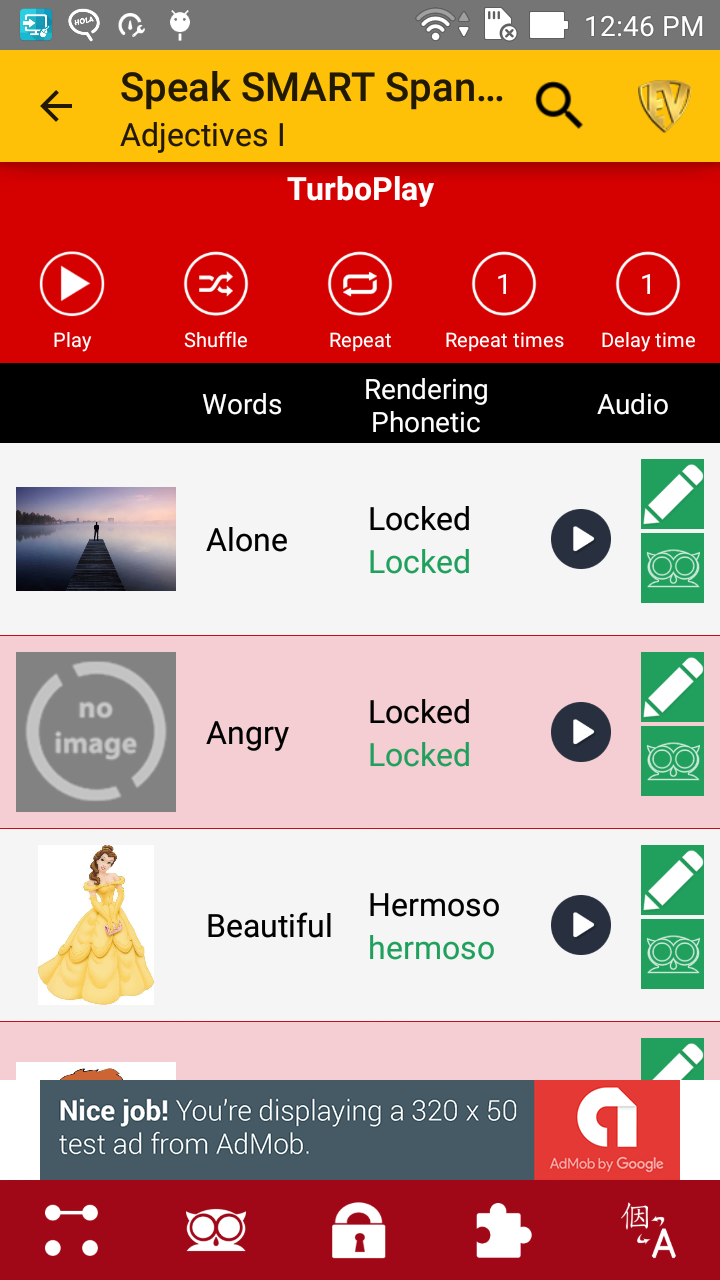 HOLA
12:46 PM
Speak SMART Span...
Adjectives I
EV
TurboPlay
1
1
Play
Shuffle
Repeat
Repeat times
Delay time
Words
Rendering
Phonetic
Audio
Alone
Locked
Locked
no
image
Angry
Locked
Locked
Beautiful
Hermoso
hermoso
Nice job! You're displaying a 320 x 50
test ad from AdMob.
AdMob by Google
個
A